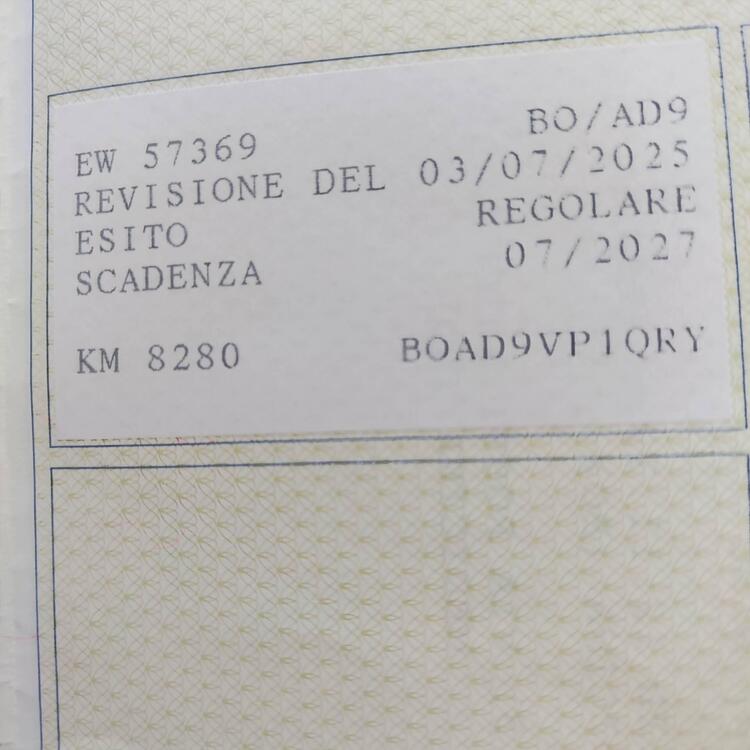 EW 57369 BO/AD9
REVISIONE DEL 03/07/2025
ESITO REGOLARE
SCADENZA 07/2027
KM 8280 BOAD9VP1QRY